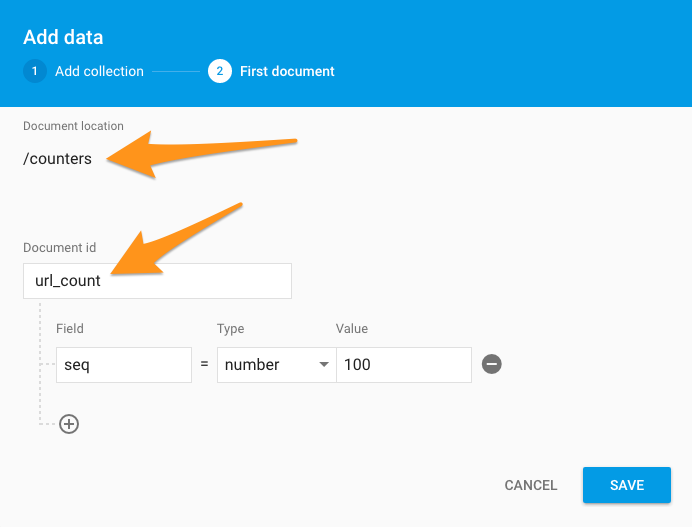 Add data
1 Add collection 2 First document
Document location
/counters
Document id
url_count
Field Type Value
seq = number 100
CANCEL SAVE